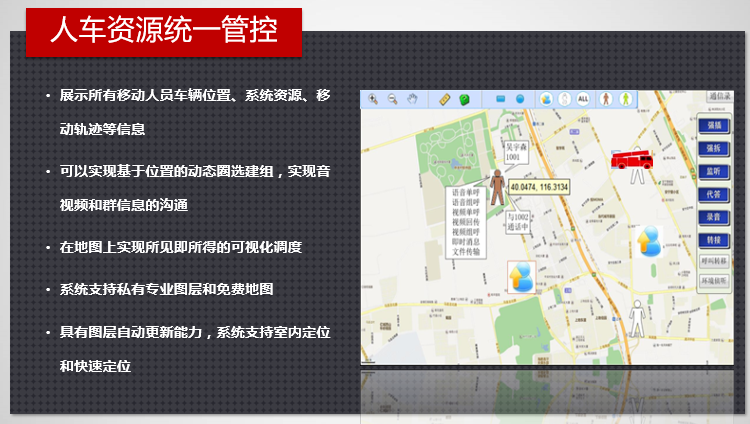 人车资源统一管控
• 展示所有移动人员车辆位置、系统资源、移
动轨迹等信息
• 可以实现基于位置的动态圈选建组，实现音
视频和群信息的沟通
• 在地图上实现所见即所得的可视化调度
• 系统支持私有专业图层和免费地图
• 具有图层自动更新能力，系统支持室内定位
和快速定位
ALL
通信录
吴宇森
1001
40.0474, 116.3134
语音单呼
语音组呼
视频单呼
视频回传
视频组呼
即时消息
文件传输
与1002
通话中
强插
强拆
监听
代答
录音
转接
呼叫转移
环境侦听